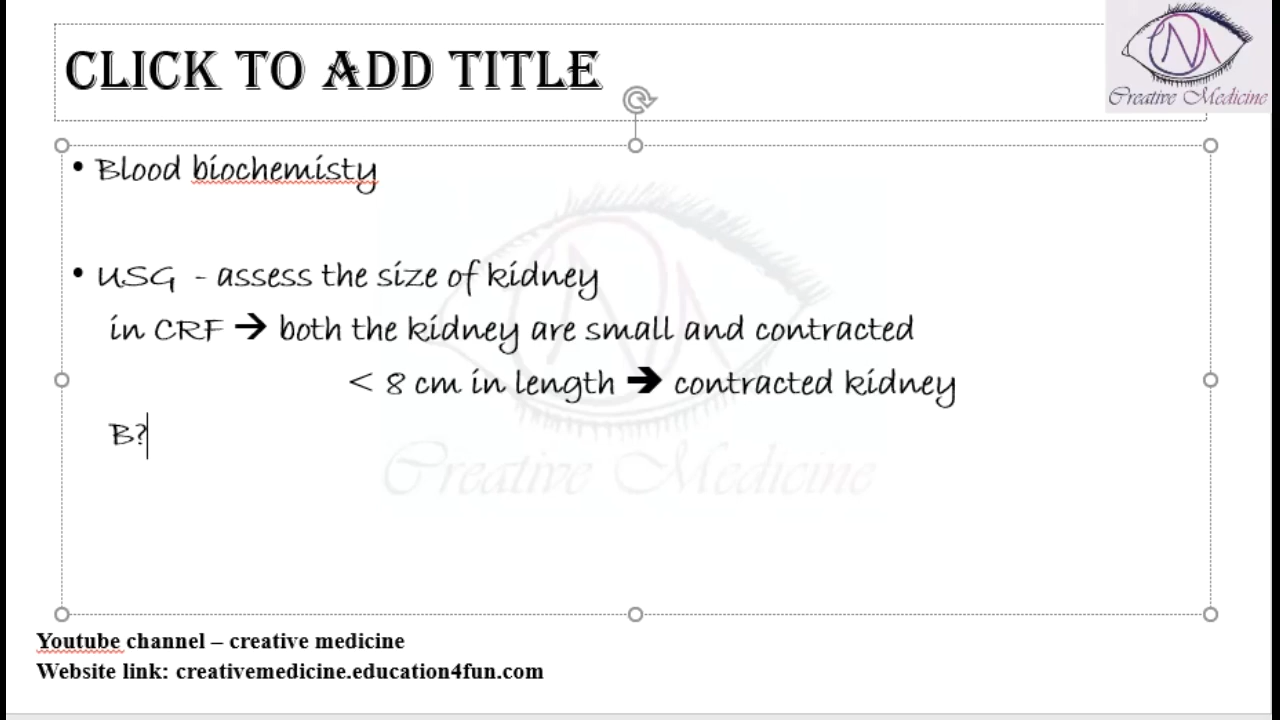 CLICK TO ADD TITLE
Creative Medicine
• Blood biochemisty
• USG - assess the size of kidney
in CRF ➔ both the kidney are small and contracted
< 8 cm in length ➔ contracted kidney
B?
Creative Medicine
Youtube channel – creative medicine
Website link: creativemedicine.education4fun.com